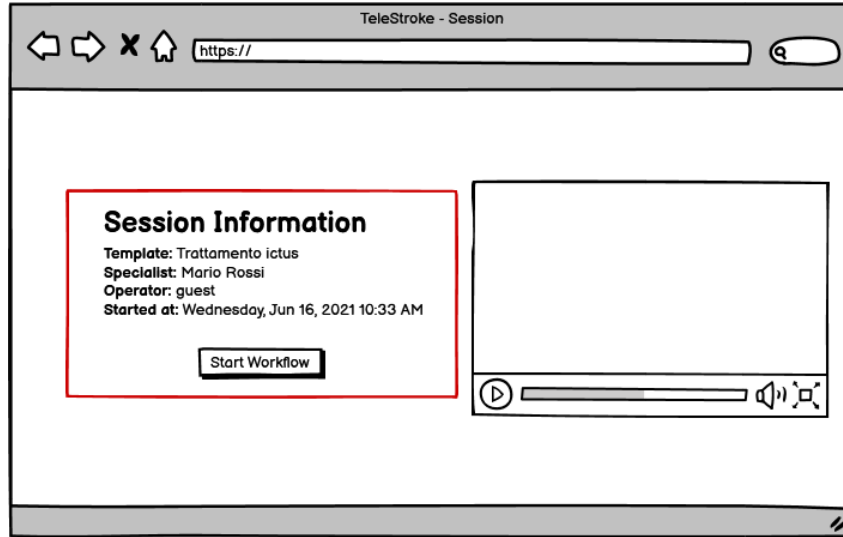 TeleStroke - Session
https://
Session Information
Template: Trattamento ictus
Specialist: Mario Rossi
Operator: guest
Started at: Wednesday, Jun 16, 2021 10:33 AM
Start Workflow